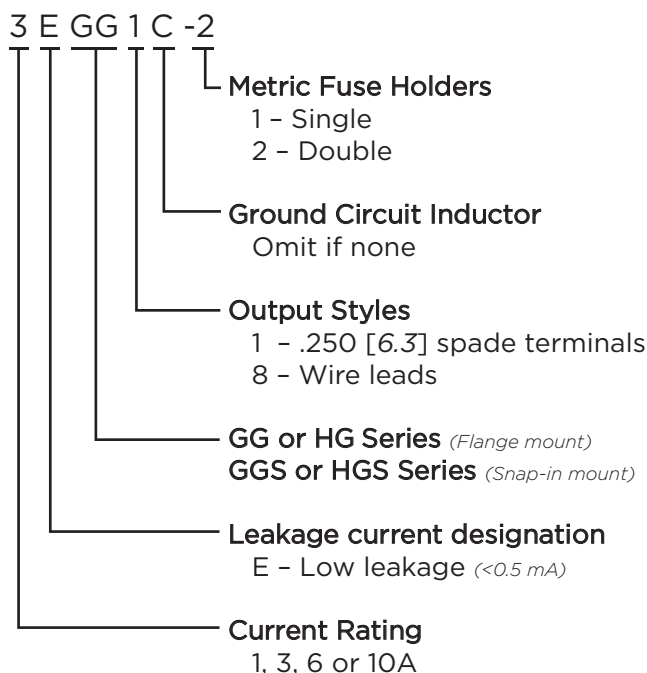 3 E GG 1 C -2
Metric Fuse Holders
1 – Single
2 – Double
Ground Circuit Inductor
Omit if none
Output Styles
1 – .250 [6.3] spade terminals
8 – Wire leads
GG or HG Series (Flange mount)
GGS or HGS Series (Snap-in mount)
Leakage current designation
E – Low leakage (<0.5 mA)
Current Rating
1, 3, 6 or 10A